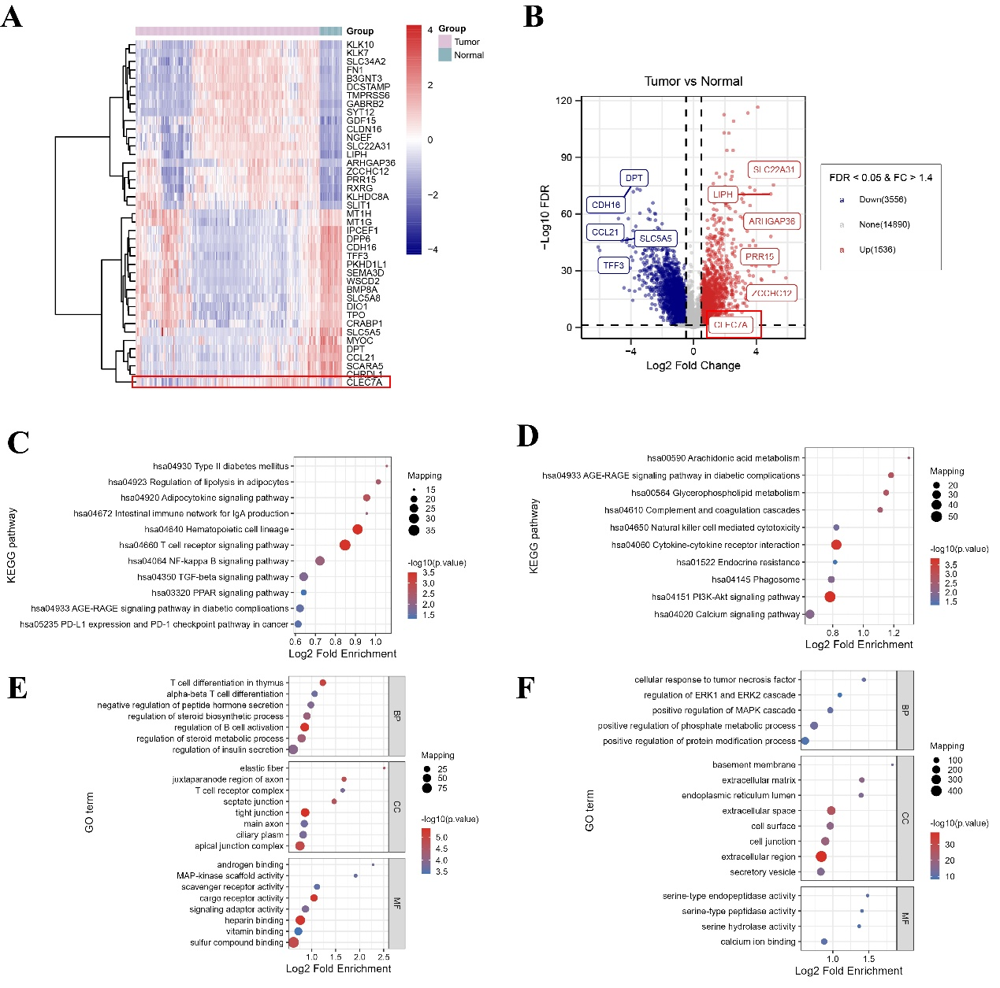 A
Group
KLK10
KLK7
SLC34A2
FN1
B3GNT3
DCSTAMP
TMPRSS6
GABRB2
SYT12
GDF15
CLDN16
NGEF
SLC22A31
LIPH
ARHGAP36
ZCCHC12
PRR15
RXRG
KLHDC8A
SLIT1
MT1H
MT1G
IPCEF1
DPP6
CDH16
TFF3
PKHD1L1
SEMA3D
WSCD2
BMP8A
SLC5A8
DIO1
TPO
CRABP1
SLC5A5
MYOC
DPT
CCL21
SCARA5
CHRDL1
CLEC7A
4
2
0
−2
−4
Group
Tumor
Normal
B
Tumor vs Normal
−Log10 FDR
120
90
60
30
0
−4
0
4
Log2 Fold Change
DPT
CDH16
CCL21
SLC5A5
TFF3
SLC22A31
LIPH
ARHGAP36
PRR15
ZCCHC12
CLEC7A
FDR < 0.05 & FC > 1.4
a Down(3556)
a None(14890)
a Up(1536)
C
KEGG pathway
hsa04930 Type II diabetes mellitus
hsa04923 Regulation of lipolysis in adipocytes
hsa04920 Adipocytokine signaling pathway
hsa04672 Intestinal immune network for IgA production
hsa04640 Hematopoietic cell lineage
hsa04660 T cell receptor signaling pathway
hsa04064 NF-kappa B signaling pathway
hsa04350 TGF-beta signaling pathway
hsa03320 PPAR signaling pathway
hsa04933 AGE-RAGE signaling pathway in diabetic complications
hsa05235 PD-L1 expression and PD-1 checkpoint pathway in cancer
0.6 0.7 0.8 0.9 1.0
Log2 Fold Enrichment
Mapping
15
20
25
30
35
-log10(p.value)
3.5
3.0
2.5
2.0
1.5
D
KEGG pathway
hsa00590 Arachidonic acid metabolism
hsa04933 AGE-RAGE signaling pathway in diabetic complications
hsa00564 Glycerophospholipid metabolism
hsa04610 Complement and coagulation cascades
hsa04650 Natural killer cell mediated cytotoxicity
hsa04060 Cytokine-cytokine receptor interaction
hsa01522 Endocrine resistance
hsa04145 Phagosome
hsa04151 PI3K-Akt signaling pathway
hsa04020 Calcium signaling pathway
0.8 1.0 1.2
Log2 Fold Enrichment
Mapping
20
30
40
50
-log10(p.value)
3.5
3.0
2.5
2.0
1.5
E
GO term
T cell differentiation in thymus
alpha-beta T cell differentiation
negative regulation of peptide hormone secretion
regulation of steroid biosynthetic process
regulation of B cell activation
regulation of steroid metabolic process
regulation of insulin secretion
BP
elastic fiber
juxtaparanode region of axon
T cell receptor complex
septate junction
tight junction
main axon
ciliary plasm
apical junction complex
CC
androgen binding
MAP-kinase scaffold activity
scavenger receptor activity
cargo receptor activity
signaling adaptor activity
heparin binding
vitamin binding
sulfur compound binding
MF
1.0 1.5 2.0 2.5
Log2 Fold Enrichment
Mapping
25
50
75
-log10(p.value)
5.0
4.5
4.0
3.5
F
GO term
cellular response to tumor necrosis factor
regulation of ERK1 and ERK2 cascade
positive regulation of MAPK cascade
positive regulation of phosphate metabolic process
positive regulation of protein modification process
BP
basement membrane
extracellular matrix
endoplasmic reticulum lumen
extracellular space
cell surface
cell junction
extracellular region
secretory vesicle
CC
serine-type endopeptidase activity
serine-type peptidase activity
serine hydrolase activity
calcium ion binding
MF
1.0 1.5
Log2 Fold Enrichment
Mapping
100
200
300
400
-log10(p.value)
30
20
10